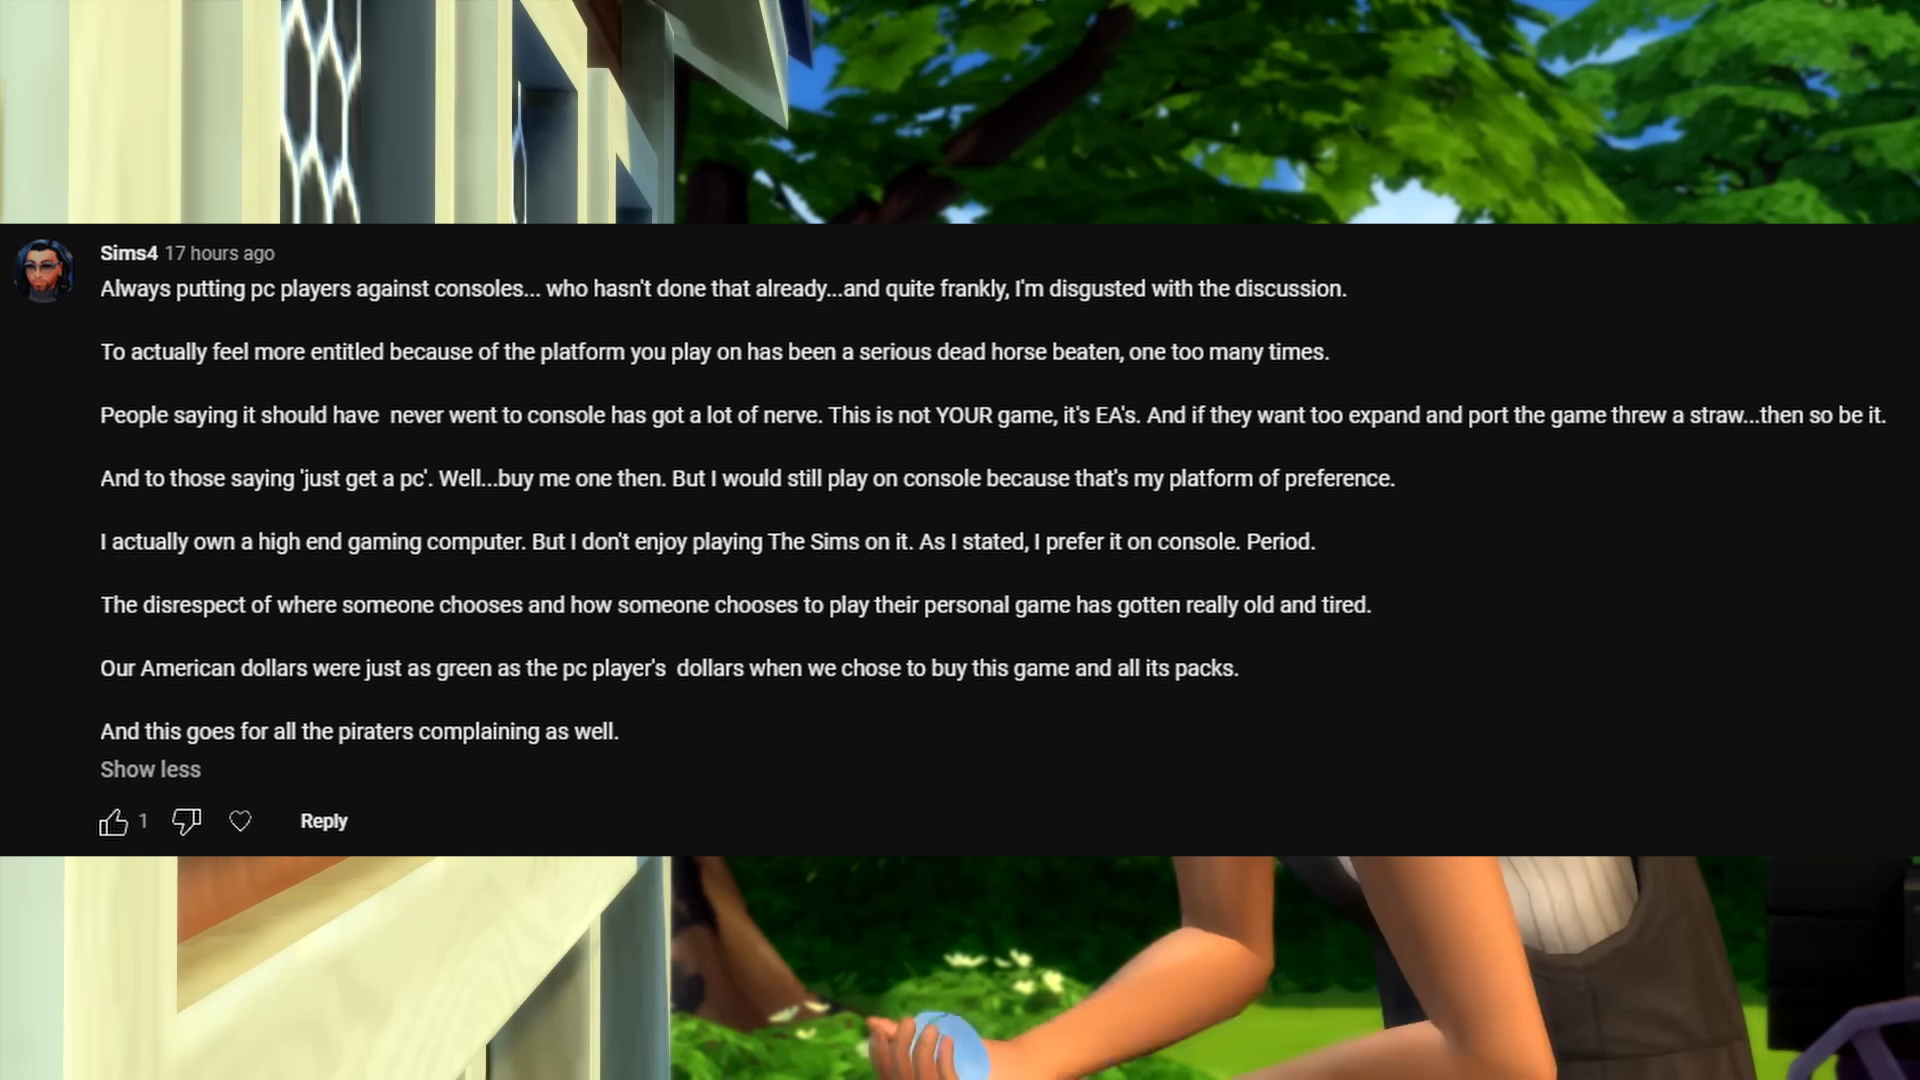 Sims4 17 hours ago
Always putting pc players against consoles... who hasn't done that already...and quite frankly, I'm disgusted with the discussion.
To actually feel more entitled because of the platform you play on has been a serious dead horse beaten, one too many times.
People saying it should have  never went to console has got a lot of nerve. This is not YOUR game, it's EA's. And if they want too expand and port the game threw a straw...then so be it.
And to those saying 'just get a pc'. Well...buy me one then. But I would still play on console because that's my platform of preference.
I actually own a high end gaming computer. But I don't enjoy playing The Sims on it. As I stated, I prefer it on console. Period.
The disrespect of where someone chooses and how someone chooses to play their personal game has gotten really old and tired.
Our American dollars were just as green as the pc player's  dollars when we chose to buy this game and all its packs.
And this goes for all the piraters complaining as well.
Show less
1 Reply